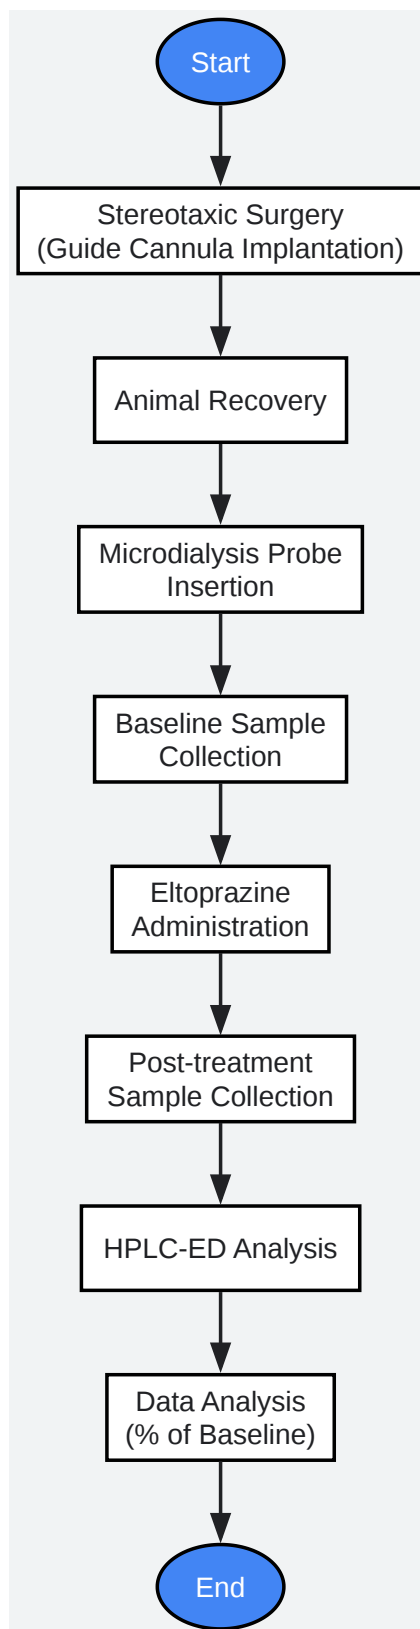 Start
Stereotaxic Surgery
(Guide Cannula Implantation)
Animal Recovery
Microdialysis Probe
Insertion
Baseline Sample
Collection
Eltoprazine
Administration
Post-treatment
Sample Collection
HPLC-ED Analysis
Data Analysis
(% of Baseline)
End